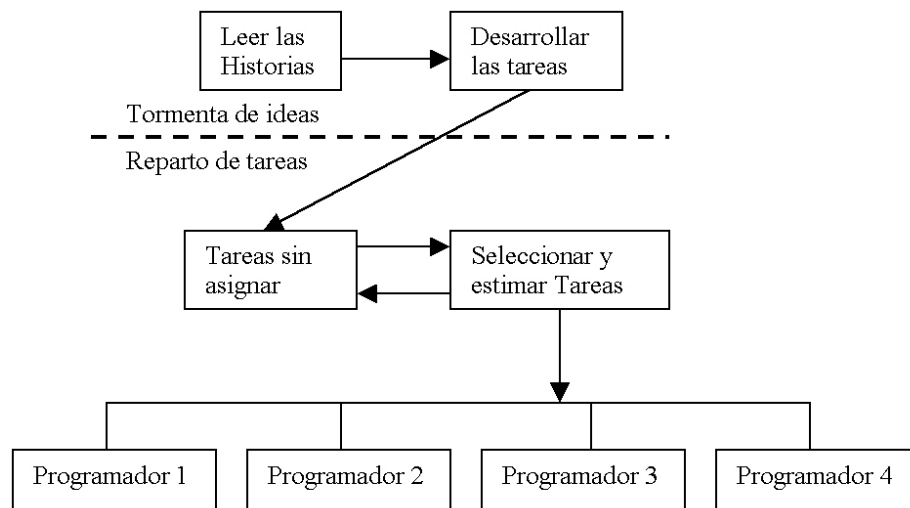 Leer las
Historias
Desarrollar
las tareas
Tormenta de ideas
Reparto de tareas
Tareas sin
asignar
Seleccionar y
estimar Tareas
Programador 1
Programador 2
Programador 3
Programador 4